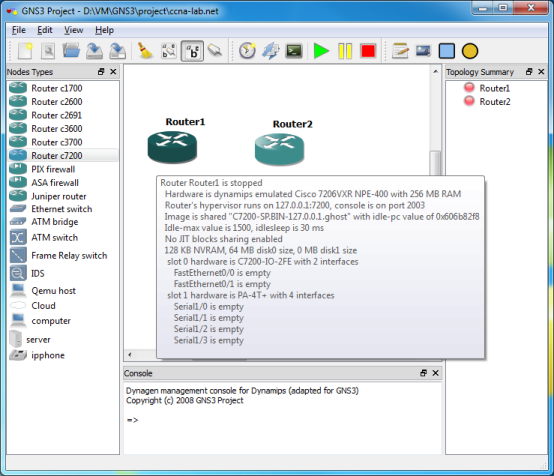 GNS3 Project - D:\VM\GNS3\project\ccna-lab.net
File Edit View Help
Nodes Types
Router c1700
Router c2600
Router c2691
Router c3600
Router c3700
Router c7200
PIX firewall
ASA firewall
Juniper router
Ethernet switch
ATM bridge
ATM switch
Frame Relay switch
IDS
Qemu host
Cloud
computer
server
ipphone
Router1
Router2
Router Router1 is stopped
Hardware is dynamips emulated Cisco 7206VXR NPE-400 with 256 MB RAM
Router's hypervisor runs on 127.0.0.1:7200, console is on port 2003
Image is shared "C7200-SP.BIN-127.0.0.1.ghost" with idle-pc value of 0x606b82f8
Idle-max value is 1500, idlesleep is 30 ms
No JIT blocks sharing enabled
128 KB NVRAM, 64 MB disk0 size, 0 MB disk1 size
slot 0 hardware is C7200-IO-2FE with 2 interfaces
FastEthernet0/0 is empty
FastEthernet0/1 is empty
slot 1 hardware is PA-4T+ with 4 interfaces
Serial1/0 is empty
Serial1/1 is empty
Serial1/2 is empty
Serial1/3 is empty
Topology Summary
Router1
Router2
Console
Dynagen management console for Dynamips (adapted for GNS3)
Copyright (c) 2008 GNS3 Project
=>